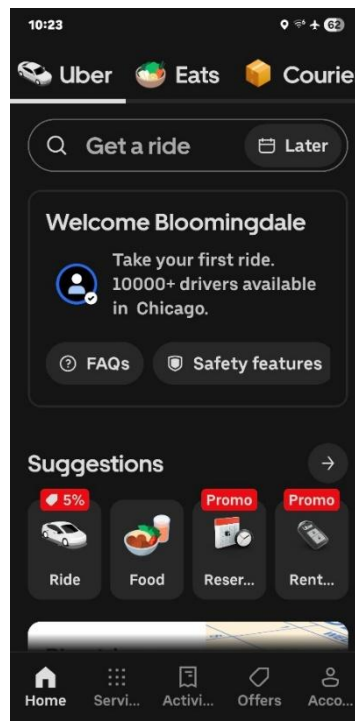 10:23
62
Uber Eats Courie
Get a ride Later
Welcome Bloomingdale
Take your first ride.
10000+ drivers available
in Chicago.
FAQs Safety features
Suggestions
5% Promo Promo
Ride Food Reser... Rent...
Home Servi... Activi... Offers Acco...